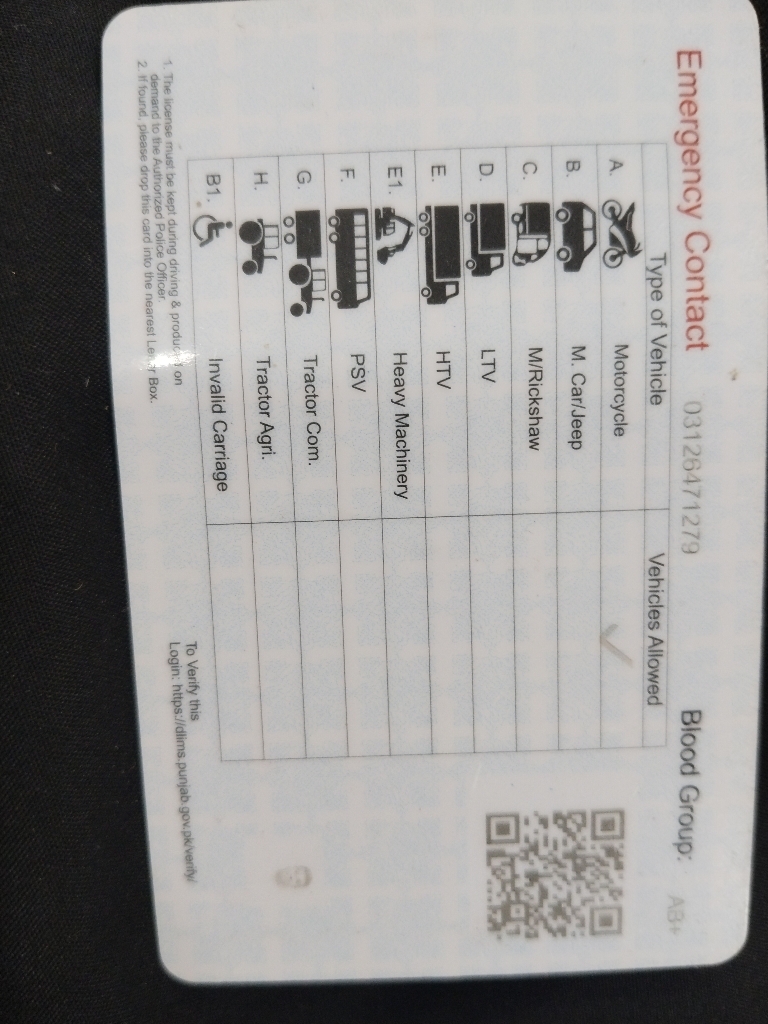 Emergency Contact 03126471279 Blood Group: AB+
Type of Vehicle Vehicles Allowed
A. Motorcycle ✓
B. M. Car/Jeep
C. M/Rickshaw
D. LTV
E. HTV
E1. Heavy Machinery
F. PSV
G. Tractor Com.
H. Tractor Agri.
B1. Invalid Carriage
1. The license must be kept during driving & produced on
demand to the Authorized Police Officer.
2. If found, please drop this card into the nearest Letter Box.
To Verify this
Login: https://dlims.punjab.gov.pk/verify/